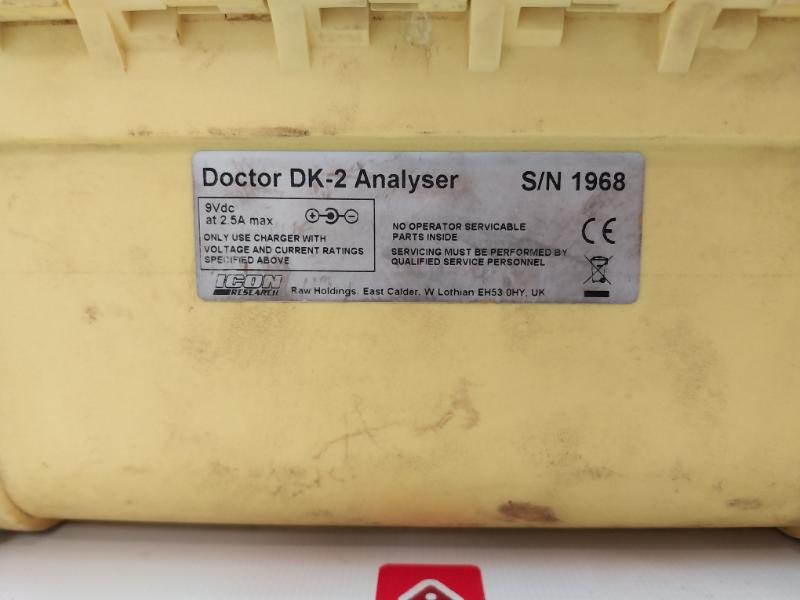 Doctor DK-2 Analyser
S/N 1968
9Vdc
at 2.5A max
ONLY USE CHARGER WITH
VOLTAGE AND CURRENT RATINGS
SPECIFIED ABOVE
NO OPERATOR SERVICABLE
PARTS INSIDE
SERVICING MUST BE PERFORMED BY
QUALIFIED SERVICE PERSONNEL
CE
ICON
RESEARCH
Raw Holdings, East Calder, W Lothian EH53 0HY, UK